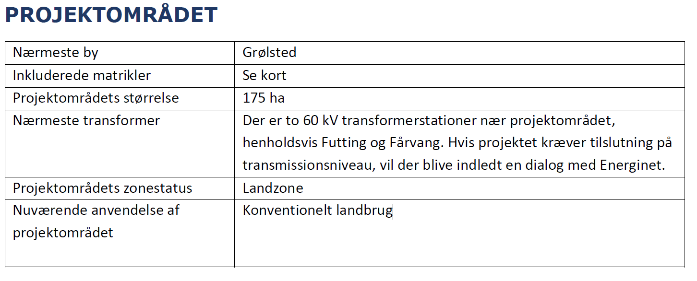 PROJEKTOMRÅDET
Nærmeste by
Grølsted
Inkluderede matrikler
Se kort
Projektområdets størrelse
175 ha
Nærmeste transformer
Der er to 60 kV transformerstationer nær projektområdet,
henholdsvis Futting og Fårvang. Hvis projektet kræver tilslutning på
transmissionsniveau, vil der blive indledt en dialog med Energinet.
Projektområdets zonestatus
Landzone
Nuværende anvendelse af
projektområdet
Konventionelt landbrug